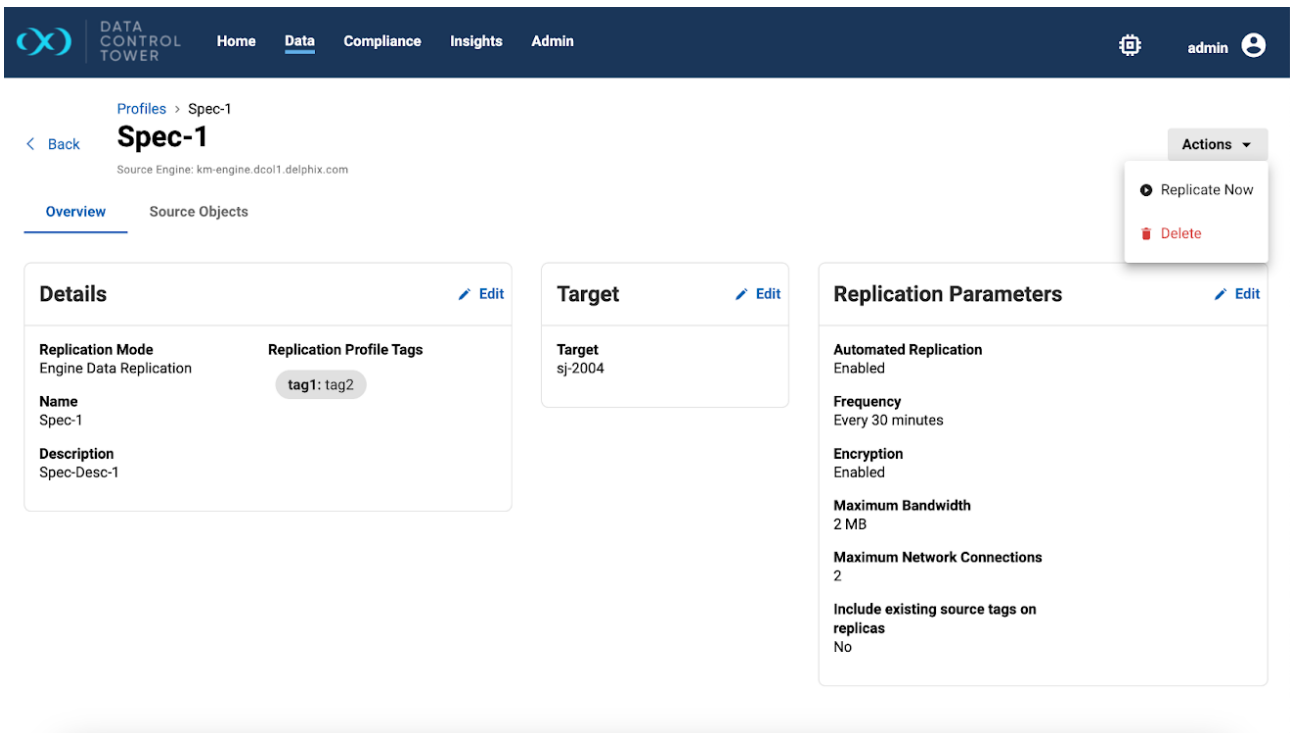 DATA
CONTROL
TOWER
Home Data Compliance Insights Admin
admin
Profiles > Spec-1
Back
Spec-1
Source Engine: km-engine.dcol1.delphix.com
Actions
Replicate Now
Delete
Overview Source Objects
Details Edit
Replication Mode
Engine Data Replication
Name
Spec-1
Description
Spec-Desc-1
Replication Profile Tags
tag1: tag2
Target Edit
Target
sj-2004
Replication Parameters Edit
Automated Replication
Enabled
Frequency
Every 30 minutes
Encryption
Enabled
Maximum Bandwidth
2 MB
Maximum Network Connections
2
Include existing source tags on
replicas
No